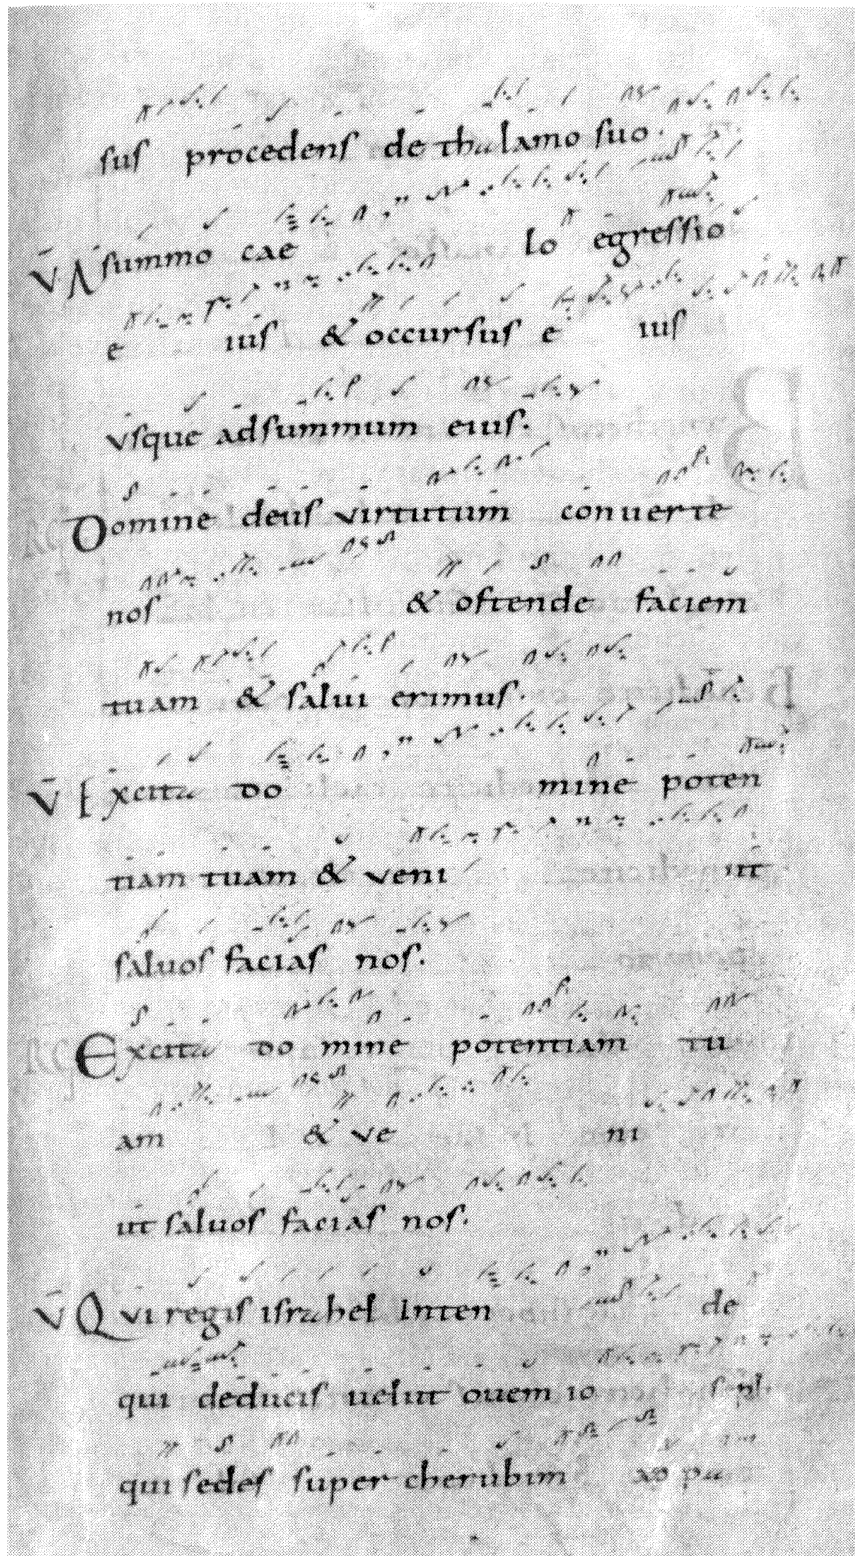 sus procedens de thalamo suo.
V A summo cae lo egressio
e ius & occursus e ius
vsque ad summum eius.
Domine deus virtutum conuerte
nos & ostende faciem
tuam & salui erimus.
V Excita do mine poten
tiam tuam & veni ut
saluos facias nos.
Excita do mine potentiam tu
am & ve ni
ut saluos facias nos.
V Qui regis israhel Inten de
qui deducis uelut ouem io
qui sedes super cherubim